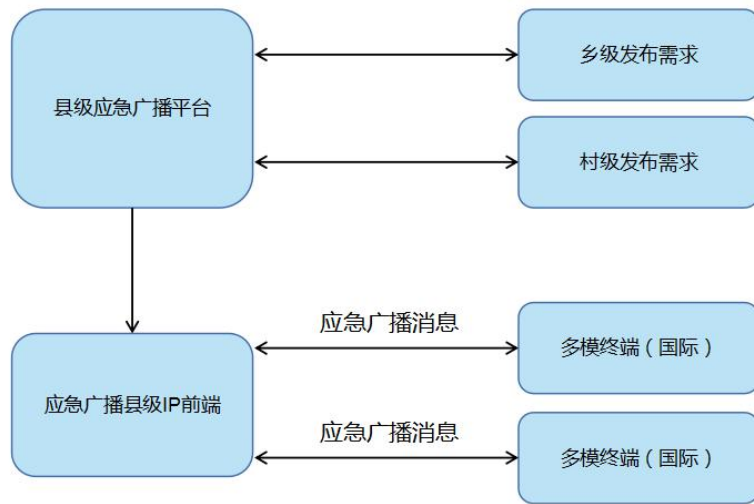 县级应急广播平台
乡级发布需求
村级发布需求
应急广播消息
多模终端（国际）
应急广播县级IP前端
应急广播消息
多模终端（国际）